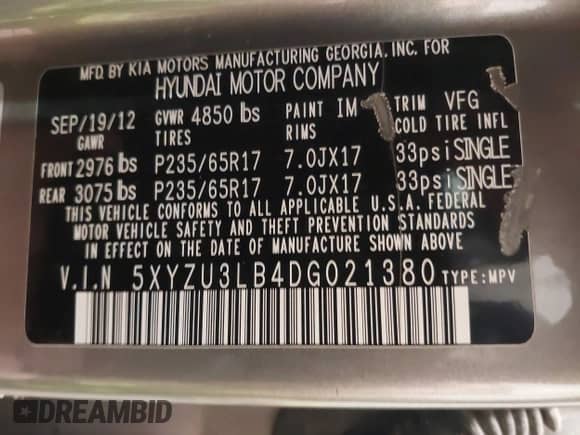 MFD. BY KIA MOTORS MANUFACTURING GEORGIA, INC. FOR
HYUNDAI MOTOR COMPANY
SEP/19/12 GVWR 4850 lbs PAINT IM TRIM VFG
GAWR TIRES RIMS COLD TIRE INFL
FRONT 2976 lbs P235/65R17 7.0JX17 33psi SINGLE
REAR 3075 lbs P235/65R17 7.0JX17 33psi SINGLE
THIS VEHICLE CONFORMS TO ALL APPLICABLE U.S.A. FEDERAL
MOTOR VEHICLE SAFETY AND THEFT PREVENTION STANDARDS
IN EFFECT ON THE DATE OF MANUFACTURE SHOWN ABOVE.
V.I.N 5XYZU3LB4DG021380 TYPE:MPV
DREAMBID